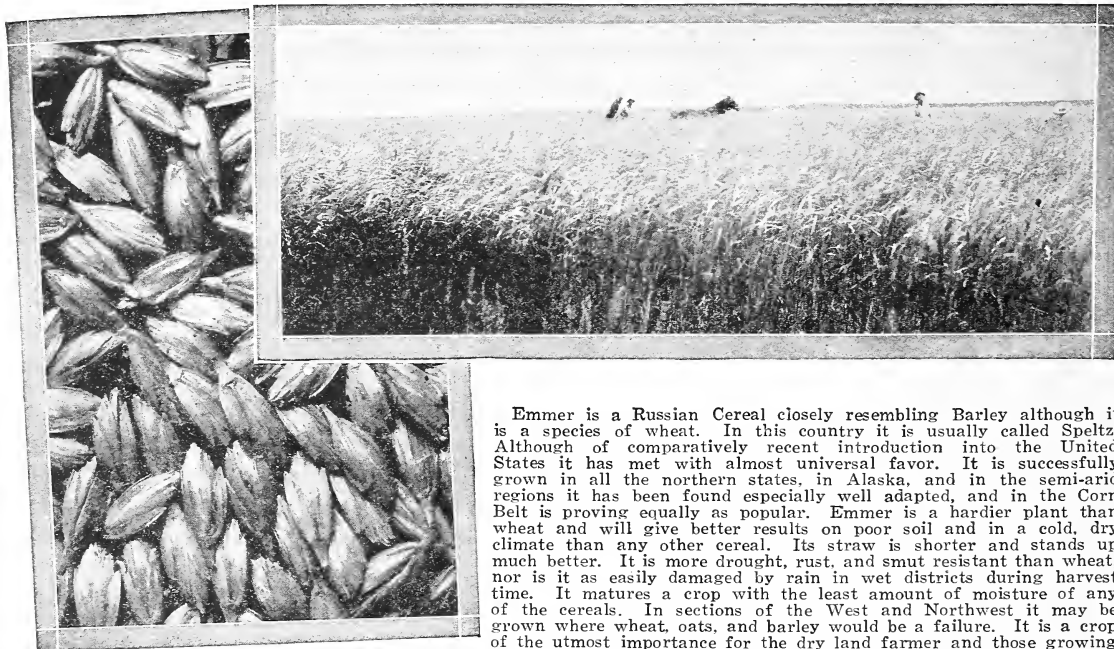 Emmer is a Russian Cereal closely resembling Barley although i
is a species of wheat. In this country it is usually called Speltz
Although of comparatively recent introduction into the United
States it has met with almost universal favor. It is successfully
grown in all the northern states, in Alaska, and in the semi-arid
regions it has been found especially well adapted, and in the Corn
Belt is proving equally as popular. Emmer is a hardier plant than
wheat and will give better results on poor soil and in a cold, dry
climate than any other cereal. Its straw is shorter and stands up
much better. It is more drought, rust, and smut resistant than wheat
nor is it as easily damaged by rain in wet districts during harvest
time. It matures a crop with the least amount of moisture of any
of the cereals. In sections of the West and Northwest it may be
grown where wheat, oats, and barley would be a failure. It is a crop
of the utmost importance for the dry land farmer and those growing